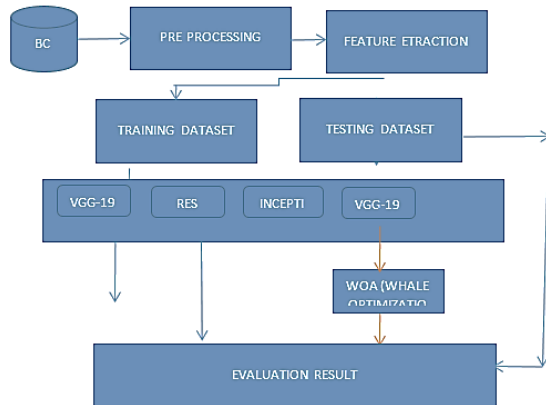 BC
PRE PROCESSING
FEATURE ETRACTION
TRAINING DATASET
TESTING DATASET
VGG-19
RES
INCEPTI
VGG-19
WOA (WHALE
OPTIMIZATIO
EVALUATION RESULT